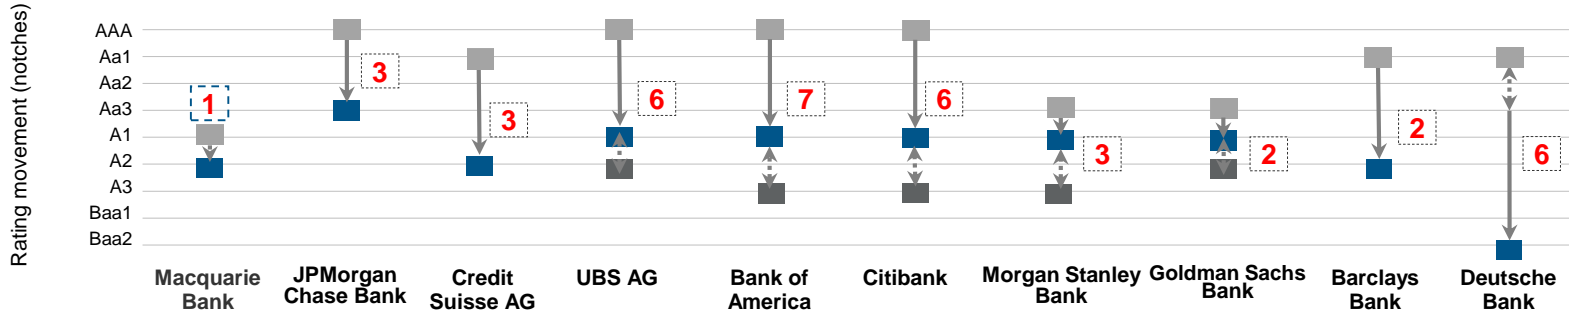 Rating movement (notches)
AAA
Aa1
Aa2
Aa3
A1
A2
A3
Baa1
Baa2
1
3
3
6
7
6
3
2
2
6
Macquarie
Bank
JPMorgan
Chase Bank
Credit
Suisse AG
UBS AG
Bank of
America
Citibank
Morgan Stanley
Bank
Goldman Sachs
Bank
Barclays
Bank
Deutsche
Bank